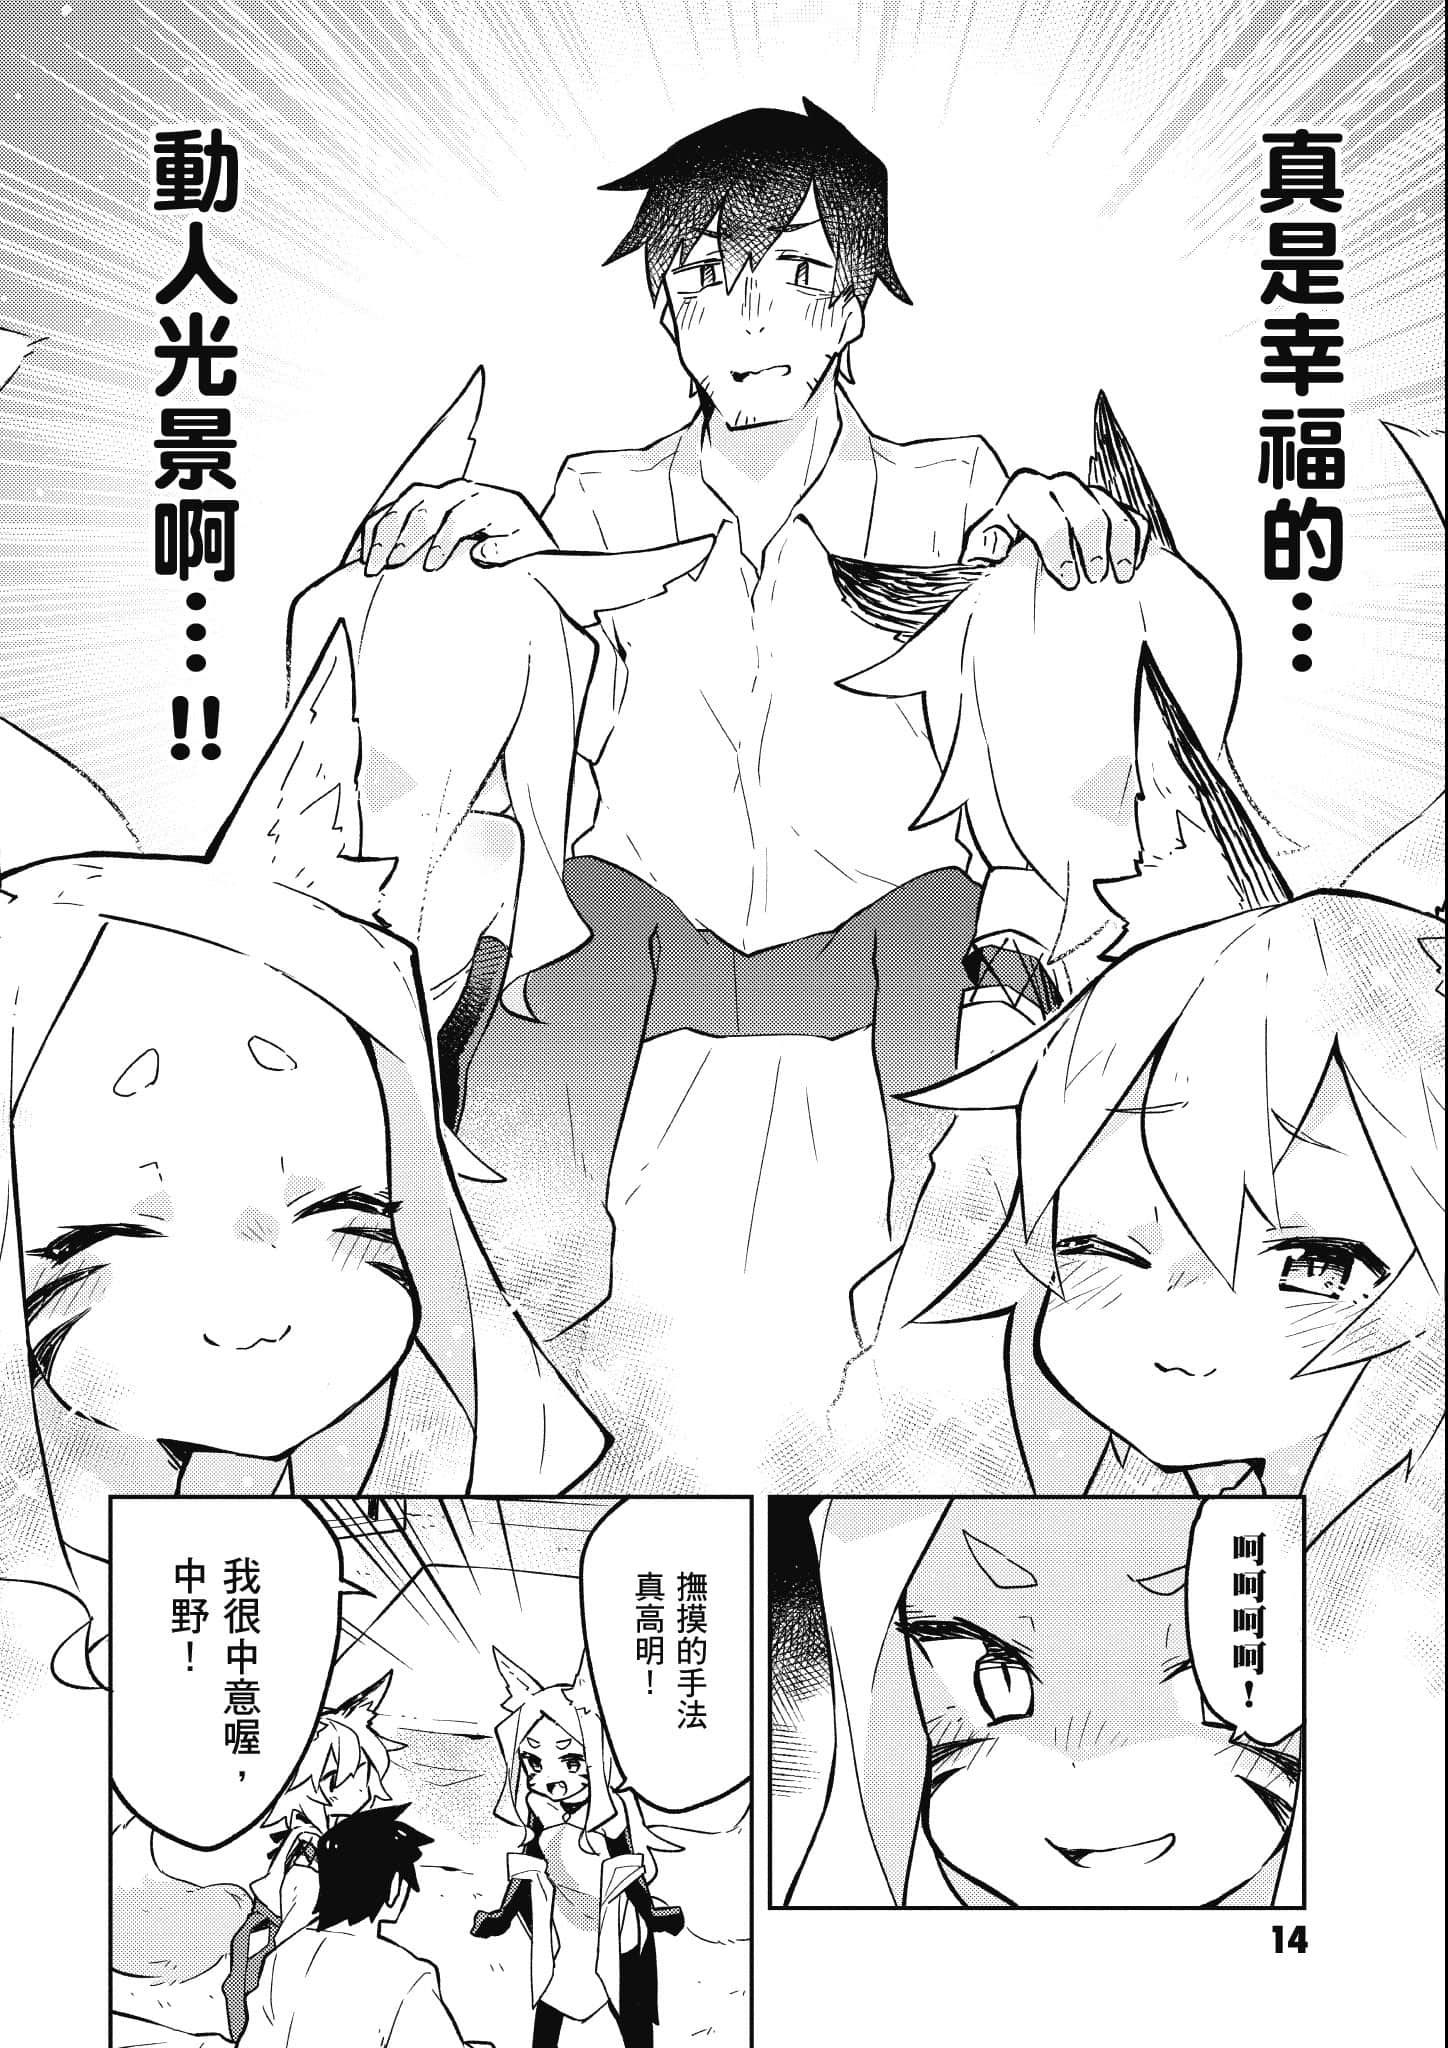 真是幸福的…
動人光景啊……!!
呵呵呵呵！
撫摸的手法
真高明！
我很中意喔，
中野！
14